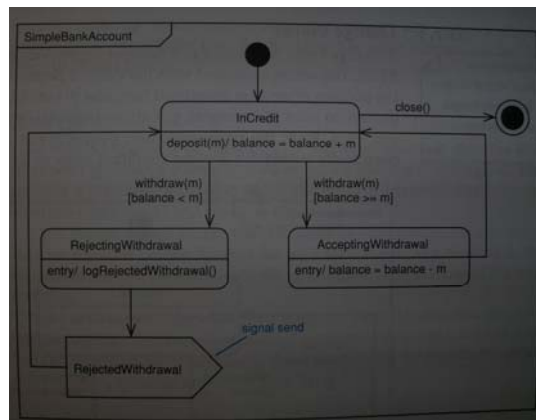 SimpleBankAccount
InCredit
close()
deposit(m)/ balance = balance + m
withdraw(m)
[balance < m]
withdraw(m)
[balance >= m]
RejectingWithdrawal
entry/ logRejectedWithdrawal()
AcceptingWithdrawal
entry/ balance = balance - m
signal send
RejectedWithdrawal